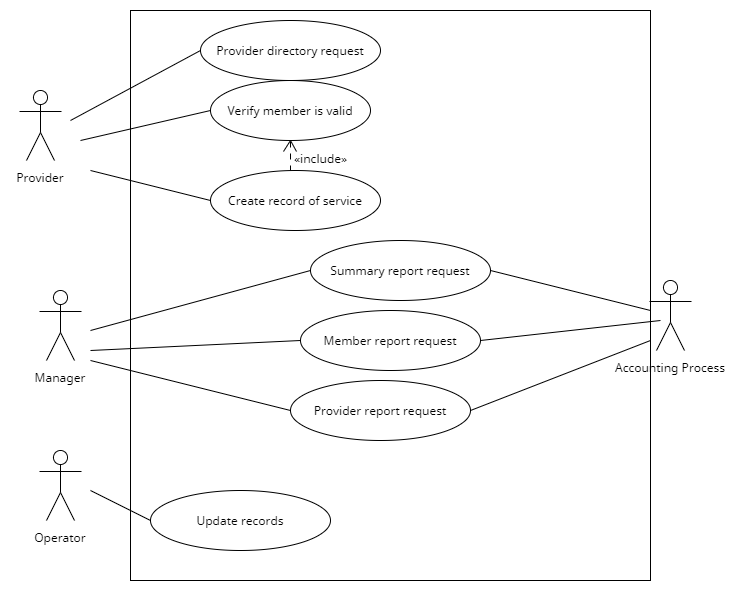 Provider directory request
Verify member is valid
«include»
Provider
Create record of service
Summary report request
Member report request
Manager
Accounting Process
Provider report request
Update records
Operator